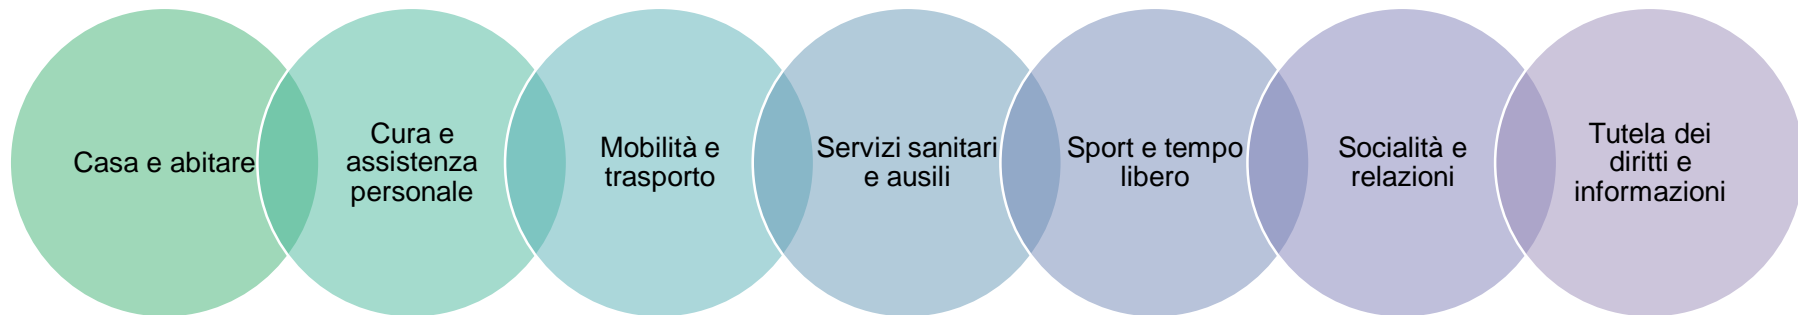 Casa e abitare
Cura e
assistenza
personale
Mobilità e
trasporto
Servizi sanitari
e ausili
Sport e tempo
libero
Socialità e
relazioni
Tutela dei
diritti e
informazioni